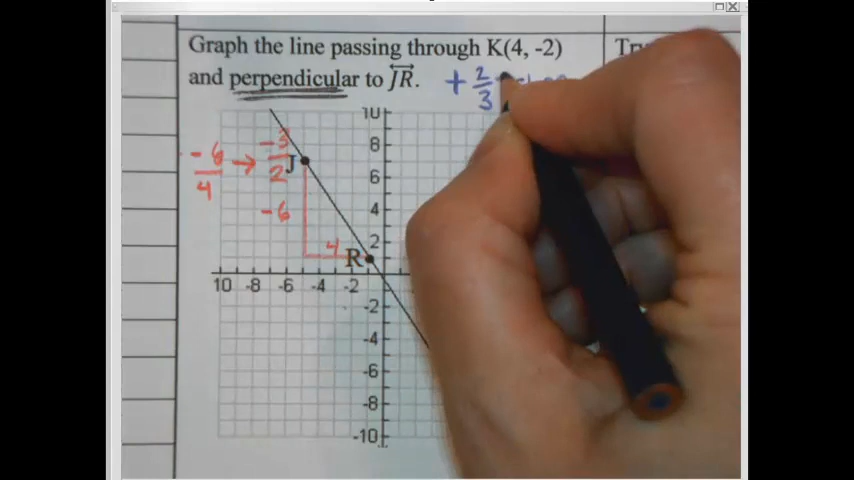 Graph the line passing through K(4, -2)
and perpendicular to JR.
+ 2/3
10
8
6
4
2
-2
-4
-6
-8
-10
10 -8 -6 -4 -2
J
R
-6/4 → -3/2
-6
4